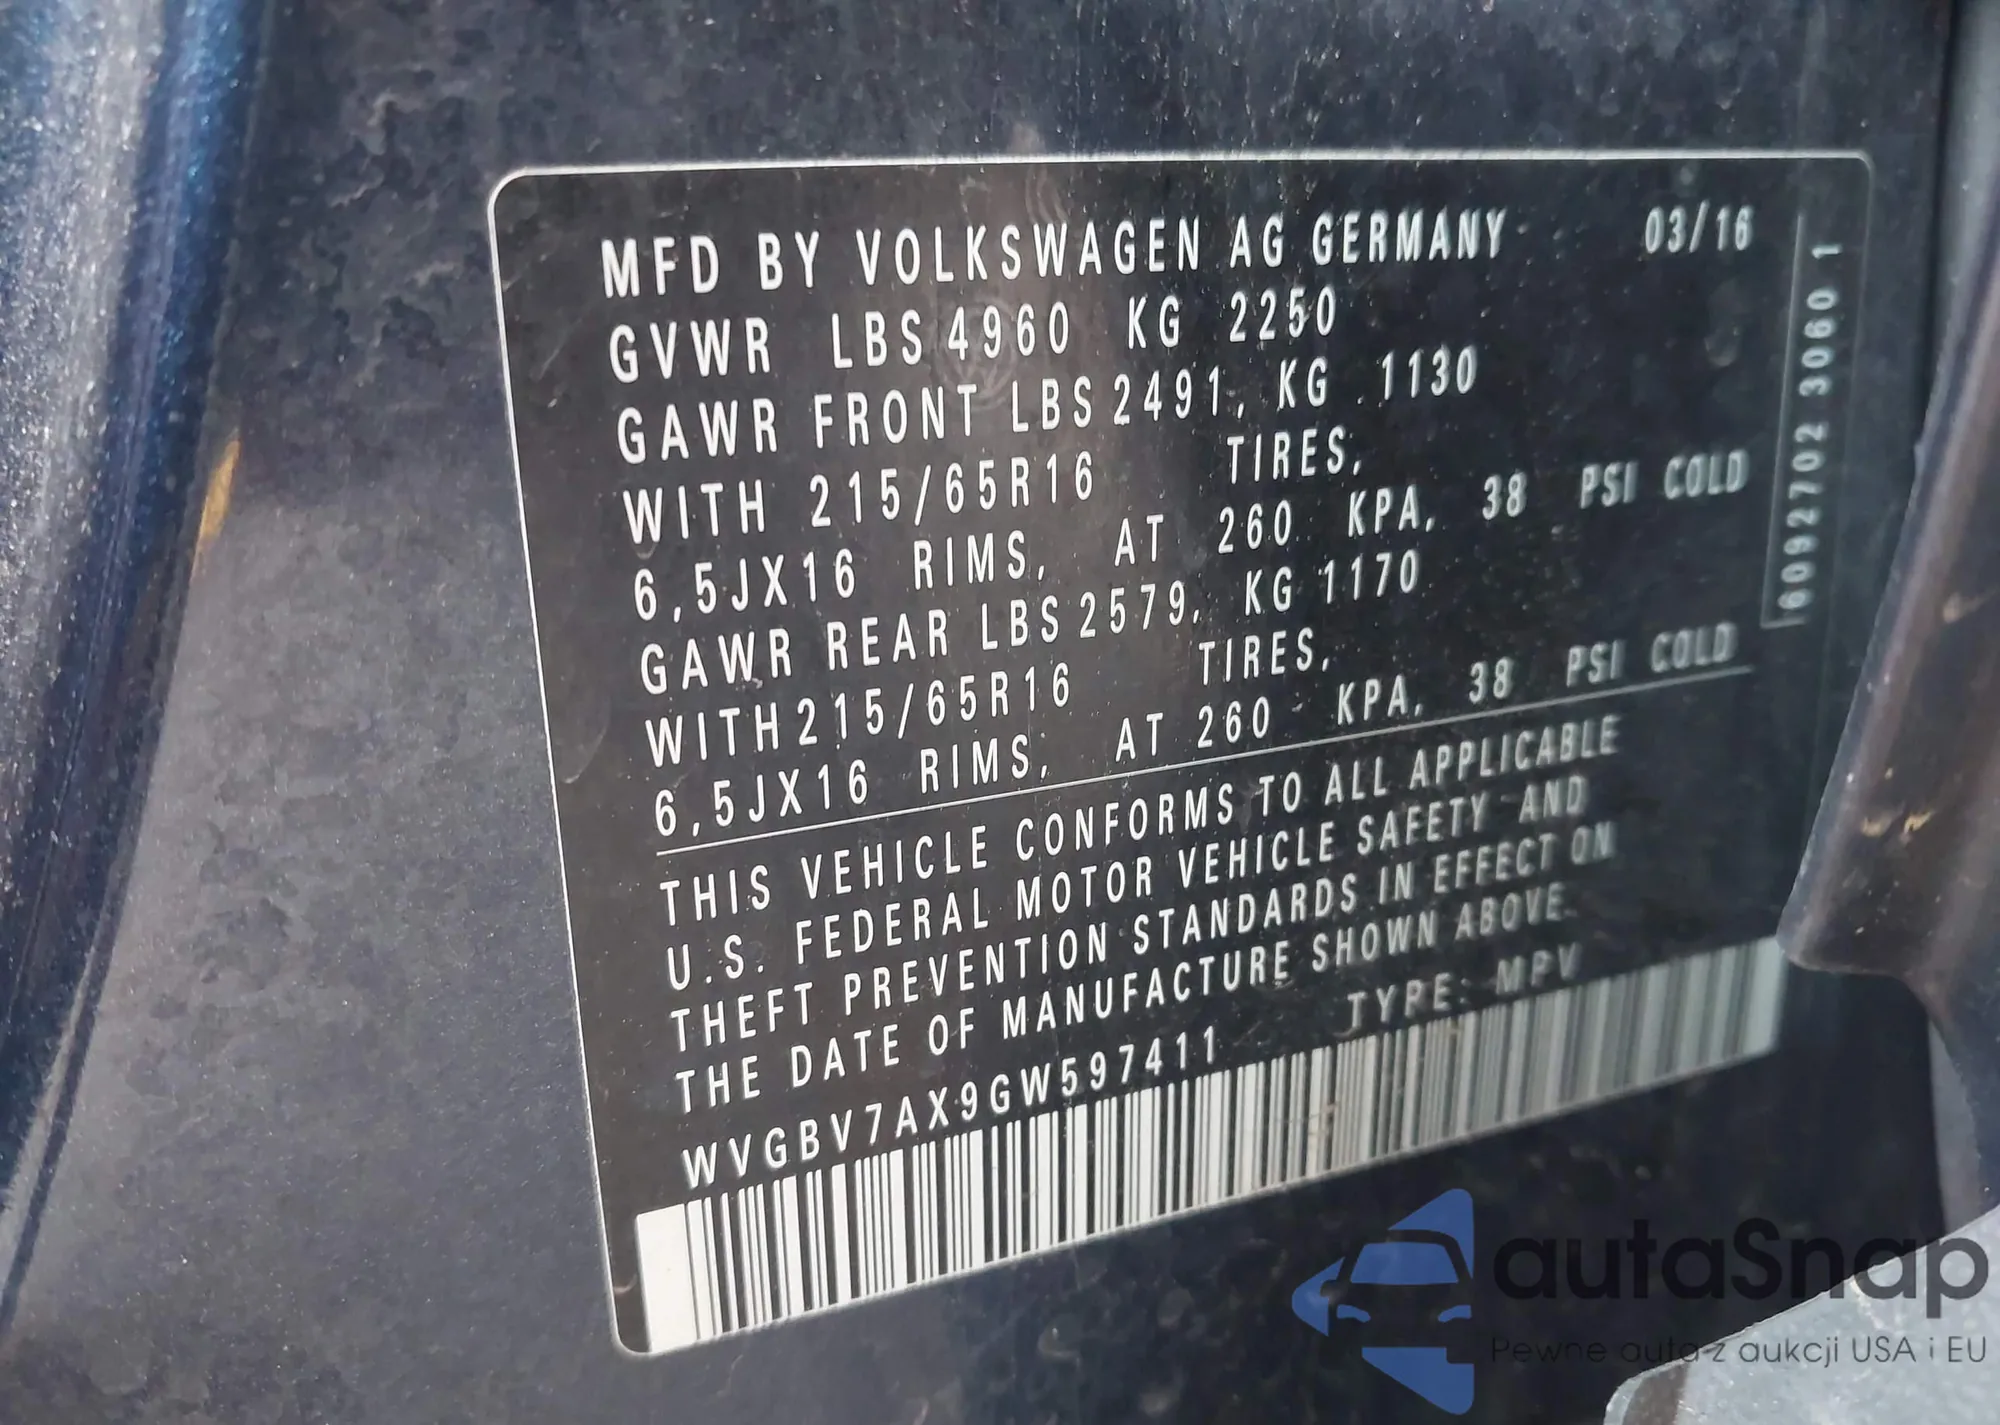 MFD BY VOLKSWAGEN AG GERMANY 03/16
GVWR LBS 4960 KG 2250
GAWR FRONT LBS 2491, KG 1130
WITH 215/65R16 TIRES,
6,5JX16 RIMS, AT 260 KPA, 38 PSI COLD
GAWR REAR LBS 2579, KG 1170
WITH 215/65R16 TIRES,
6,5JX16 RIMS, AT 260 KPA, 38 PSI COLD
THIS VEHICLE CONFORMS TO ALL APPLICABLE
U.S. FEDERAL MOTOR VEHICLE SAFETY AND
THEFT PREVENTION STANDARDS IN EFFECT ON
THE DATE OF MANUFACTURE SHOWN ABOVE.
WVGBV7AX9GW597411 TYPE: MPV
6092702 3060 1
autaSnap
Pewne auta z aukcji USA i EU